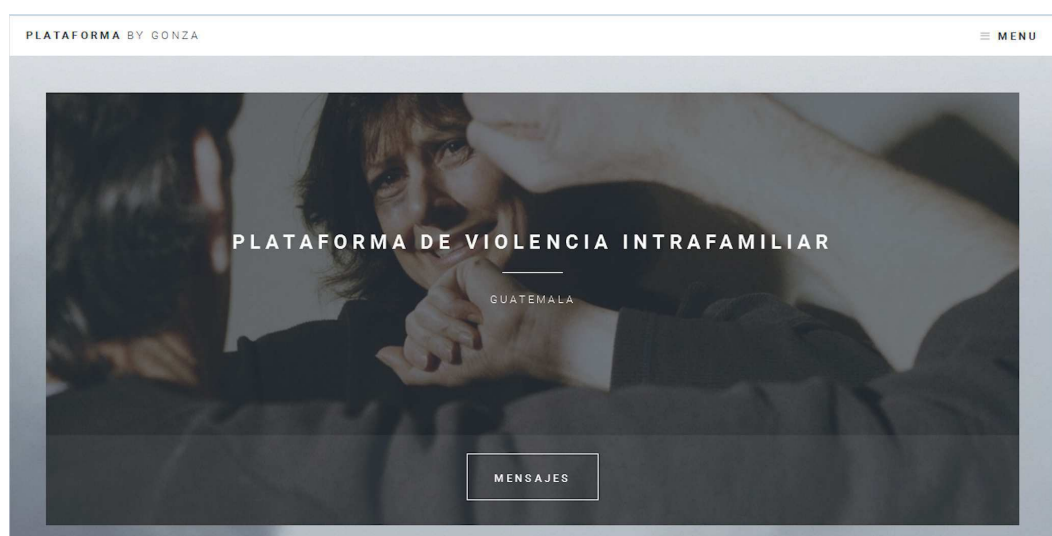 PLATAFORMA BY GONZA
MENU
PLATAFORMA DE VIOLENCIA INTRAFAMILIAR
GUATEMALA
MENSAJES